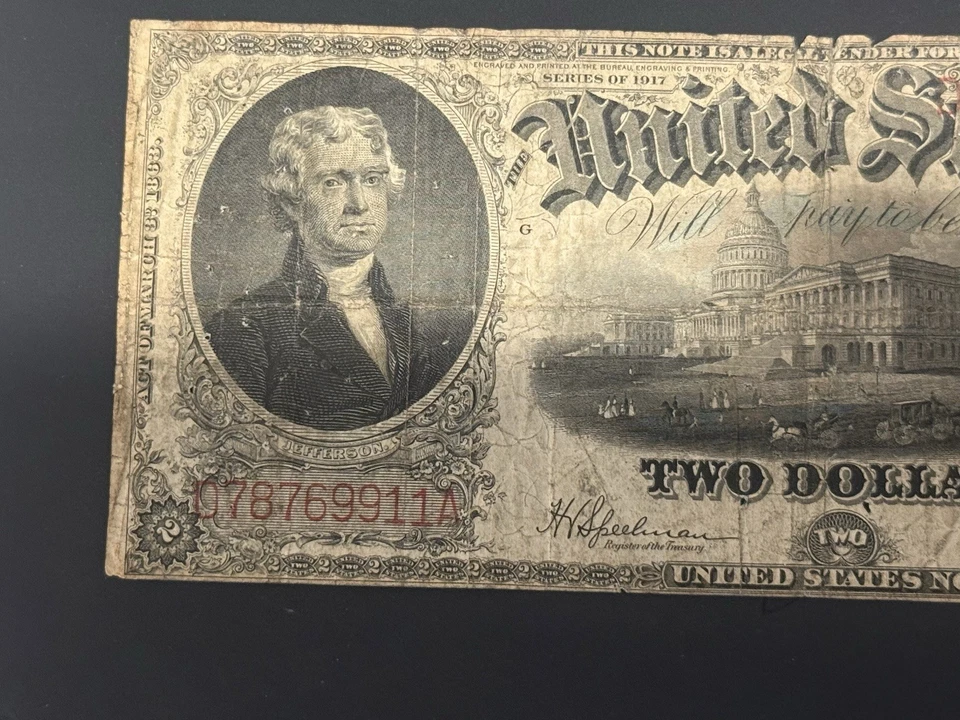 THIS NOTE IS A LEGAL TENDER FOR
ENGRAVED AND PRINTED AT THE BUREAU, ENGRAVING & PRINTING.
SERIES OF 1917
THE
United S
Will pay to be
G
ACT OF MARCH 3: 1863.
JEFFERSON.
D78769911A
TWO DOLLA
H V Speelman
Register of the Treasury
2
TWO
UNITED STATES NO